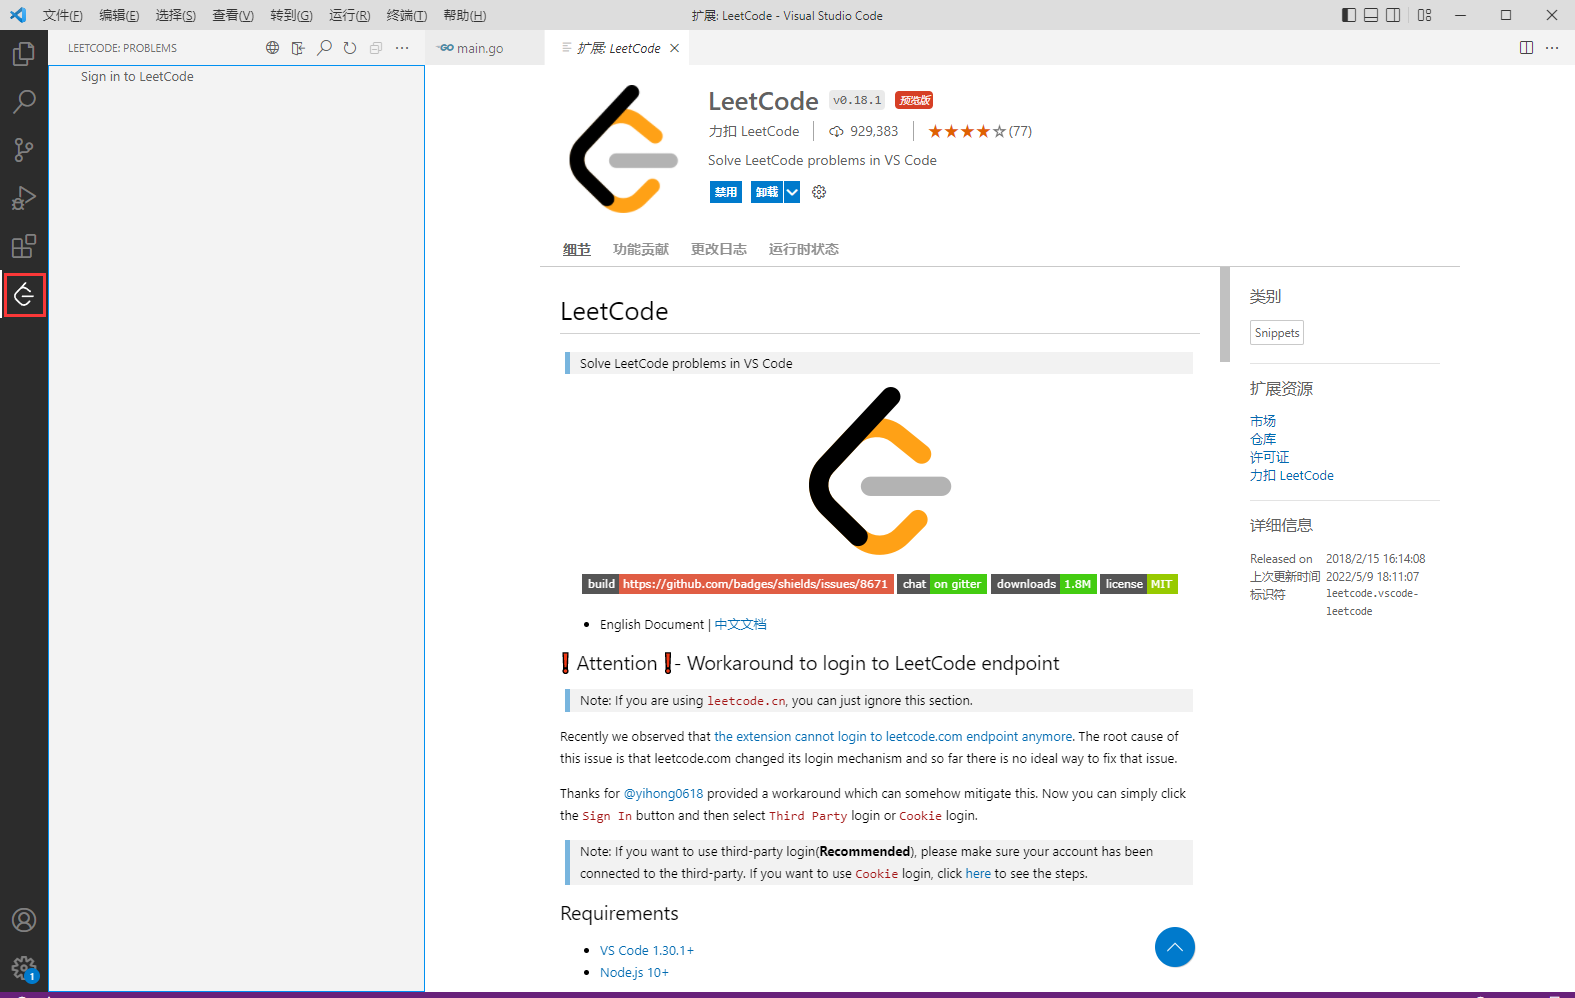 文件(F) 编辑(E) 选择(S) 查看(V) 转到(G) 运行(R) 终端(T) 帮助(H) 扩展: LeetCode - Visual Studio Code
LEETCODE: PROBLEMS
Sign in to LeetCode
main.go
扩展: LeetCode
LeetCode v0.18.1 预览版
力扣 LeetCode 929,383 (77)
Solve LeetCode problems in VS Code
禁用 卸载
细节 功能贡献 更改日志 运行时状态
LeetCode
Solve LeetCode problems in VS Code
build https://github.com/badges/shields/issues/8671 chat on gitter downloads 1.8M license MIT
English Document | 中文文档
❗ Attention ❗- Workaround to login to LeetCode endpoint
Note: If you are using leetcode.cn, you can just ignore this section.
Recently we observed that the extension cannot login to leetcode.com endpoint anymore. The root cause of
this issue is that leetcode.com changed its login mechanism and so far there is no ideal way to fix that issue.
Thanks for @yihong0618 provided a workaround which can somehow mitigate this. Now you can simply click
the Sign In button and then select Third Party login or Cookie login.
Note: If you want to use third-party login(Recommended), please make sure your account has been
connected to the third-party. If you want to use Cookie login, click here to see the steps.
Requirements
VS Code 1.30.1+
Node.js 10+
类别
Snippets
扩展资源
市场
仓库
许可证
力扣 LeetCode
详细信息
Released on 2018/2/15 16:14:08
上次更新时间 2022/5/9 18:11:07
标识符 leetcode.vscode-
leetcode
1